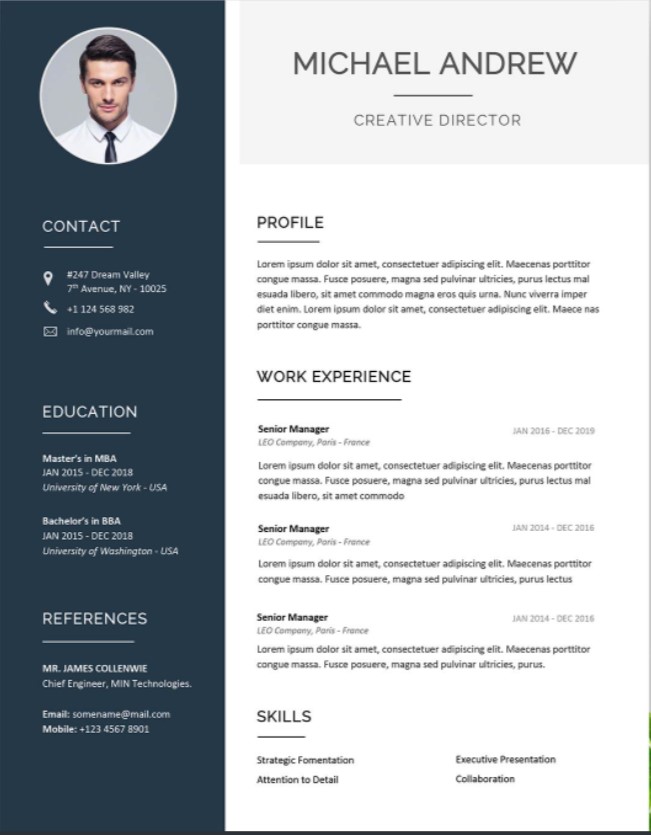 MICHAEL ANDREW
CREATIVE DIRECTOR
CONTACT
#247 Dream Valley
7th Avenue, NY - 10025
+1 124 568 982
info@yourmail.com
EDUCATION
Master's in MBA
JAN 2015 - DEC 2018
University of New York - USA
Bachelor's in BBA
JAN 2015 - DEC 2018
University of Washington - USA
REFERENCES
MR. JAMES COLLENWIE
Chief Engineer, MIN Technologies.
Email: somename@mail.com
Mobile: +123 4567 8901
PROFILE
Lorem ipsum dolor sit amet, consectetuer adipiscing elit. Maecenas porttitor
congue massa. Fusce posuere, magna sed pulvinar ultricies, purus lectus mal
esuada libero, sit amet commodo magna eros quis urna. Nunc viverra imper
diet enim. Lorem ipsum dolor sit amet, consectetuer adipiscing elit. Maece nas
porttitor congue massa.
WORK EXPERIENCE
Senior Manager JAN 2016 - DEC 2019
LEO Company, Paris - France
Lorem ipsum dolor sit amet, consectetuer adipiscing elit. Maecenas porttitor
congue massa. Fusce posuere, magna sed pulvinar ultricies, purus lectus mal
esuada libero, sit amet commodo
Senior Manager JAN 2014 - DEC 2016
LEO Company, Paris - France
Lorem ipsum dolor sit amet, consectetuer adipiscing elit. Maecenas porttitor
congue massa. Fusce posuere, magna sed pulvinar ultricies, purus lectus
Senior Manager JAN 2014 - DEC 2016
LEO Company, Paris - France
Lorem ipsum dolor sit amet, consectetuer adipiscing elit. Maecenas porttitor
congue massa. Fusce posuere, magna sed pulvinar ultricies, purus.
SKILLS
Strategic Fomentation Executive Presentation
Attention to Detail Collaboration